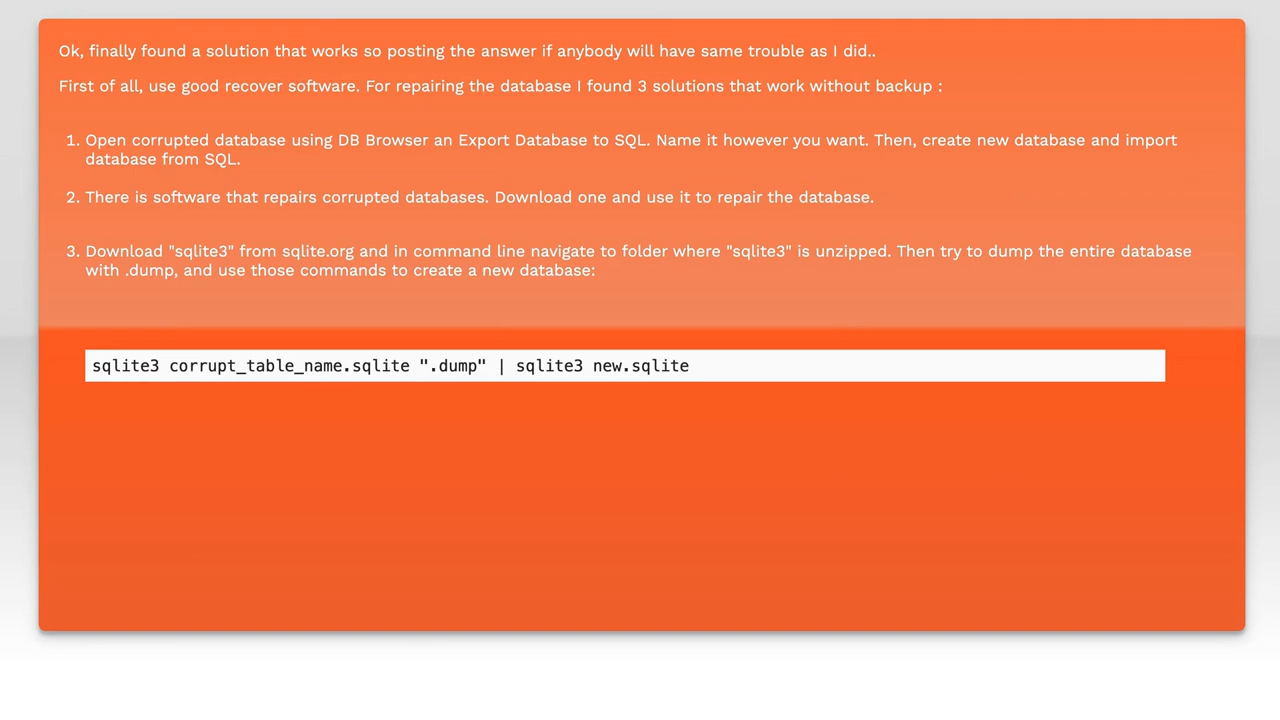 Ok, finally found a solution that works so posting the answer if anybody will have same trouble as I did..
First of all, use good recover software. For repairing the database I found 3 solutions that work without backup :
1. Open corrupted database using DB Browser an Export Database to SQL. Name it however you want. Then, create new database and import
database from SQL.
2. There is software that repairs corrupted databases. Download one and use it to repair the database.
3. Download "sqlite3" from sqlite.org and in command line navigate to folder where "sqlite3" is unzipped. Then try to dump the entire database
with .dump, and use those commands to create a new database:
sqlite3 corrupt_table_name.sqlite ".dump" | sqlite3 new.sqlite